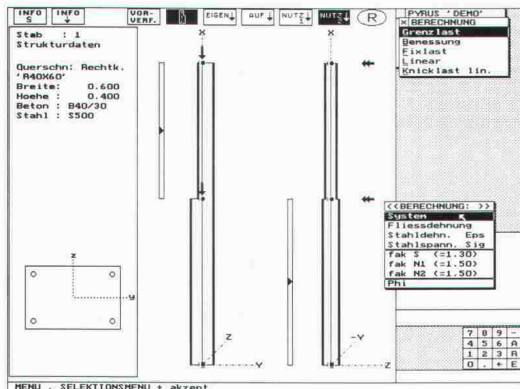 INFO S
INFO ↓
VOR-VERF.
EIGEN↓
AUF↓
NUTZ 1 ↓
NUTZ 2 ↓
R
PYRUS 'DEMO'
× BERECHNUNG
Grenzlast
Bemessung
Fixlast
Linear
Knicklast lin.
Stab : 1
Strukturdaten
Querschn: Rechtk.
'R40X60'
Breite: 0.600
Hoehe : 0.400
Beton : B40/30
Stahl : S500
X
X
<<BERECHNUNG: >>
System
Fliessdehnung
Stahldehn. Eps
Stahlspann. Sig
fak S (=1.30)
fak N1 (=1.50)
fak N2 (=1.50)
Phi
z
y
Z
Y
-Y
Z
7 8 9 -
4 5 6 A
1 2 3 R
0 . ← E
MENU , SELEKTIONSMENU + akzept